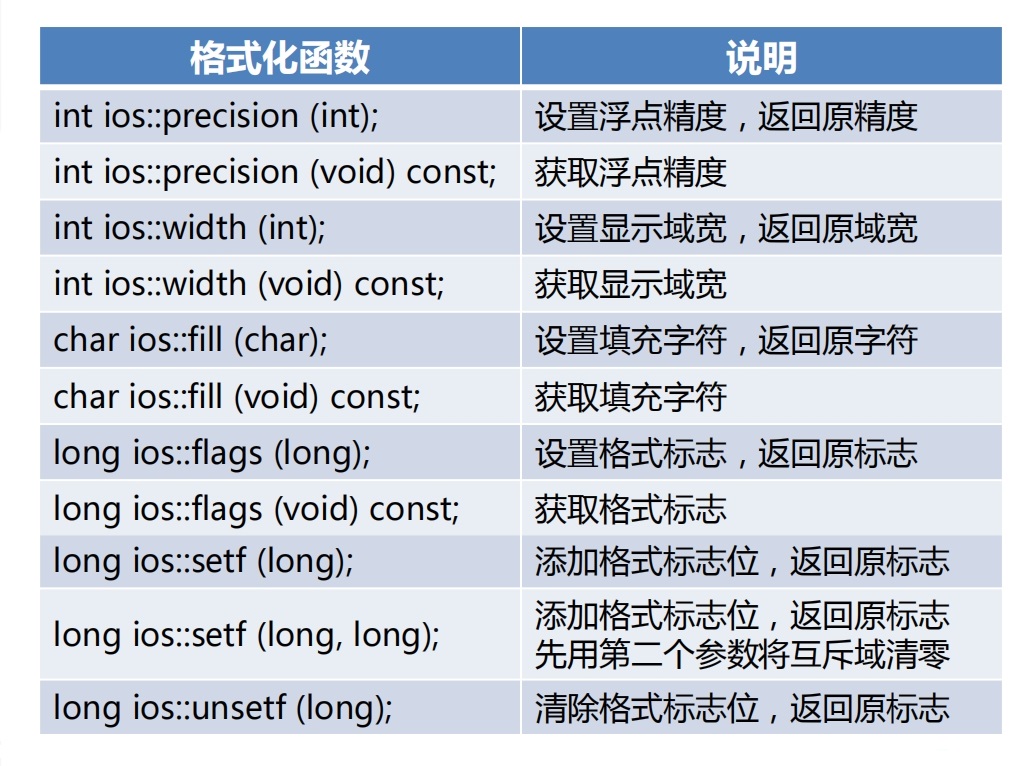 格式化函数 说明
int ios::precision (int); 设置浮点精度，返回原精度
int ios::precision (void) const; 获取浮点精度
int ios::width (int); 设置显示域宽，返回原域宽
int ios::width (void) const; 获取显示域宽
char ios::fill (char); 设置填充字符，返回原字符
char ios::fill (void) const; 获取填充字符
long ios::flags (long); 设置格式标志，返回原标志
long ios::flags (void) const; 获取格式标志
long ios::setf (long); 添加格式标志位，返回原标志
long ios::setf (long, long); 添加格式标志位，返回原标志
先用第二个参数将互斥域清零
long ios::unsetf (long); 清除格式标志位，返回原标志